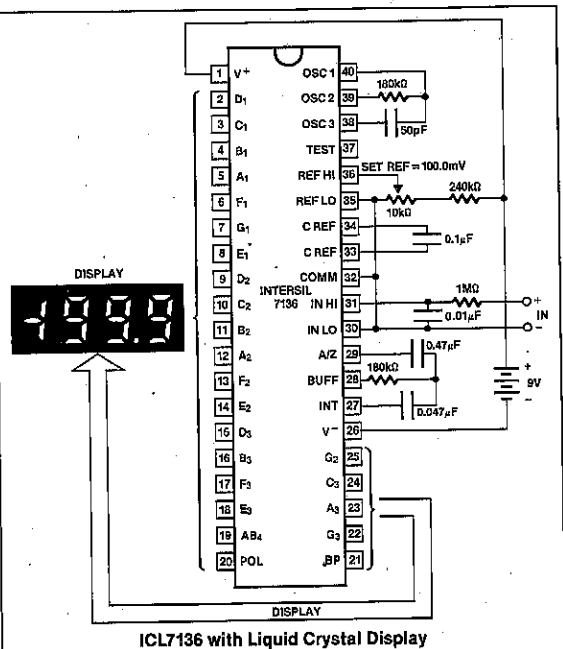 1 V+ OSC 1 40
2 D1 OSC 2 39 180kΩ
3 C1 OSC 3 38 50pF
4 B1 TEST 37
5 A1 REF HI 36 SET REF = 100.0mV
6 F1 REF LO 35 10kΩ 240kΩ
7 G1 C REF 34
8 E1 C REF 33 0.1µF
DISPLAY
9 D2 COMM 32
INTERSIL
7136
10 C2 IN HI 31 1MΩ + IN
-199.9
11 B2 IN LO 30 0.01µF −
12 A2 A/Z 29 0.47µF
13 F2 BUFF 28 180kΩ
14 E2 INT 27 0.047µF
+ 9V −
15 D3 V− 26
16 B3 G2 25
17 F3 C3 24
18 E3 A3 23
19 AB4 G3 22
20 POL BP 21
DISPLAY
ICL7136 with Liquid Crystal Display